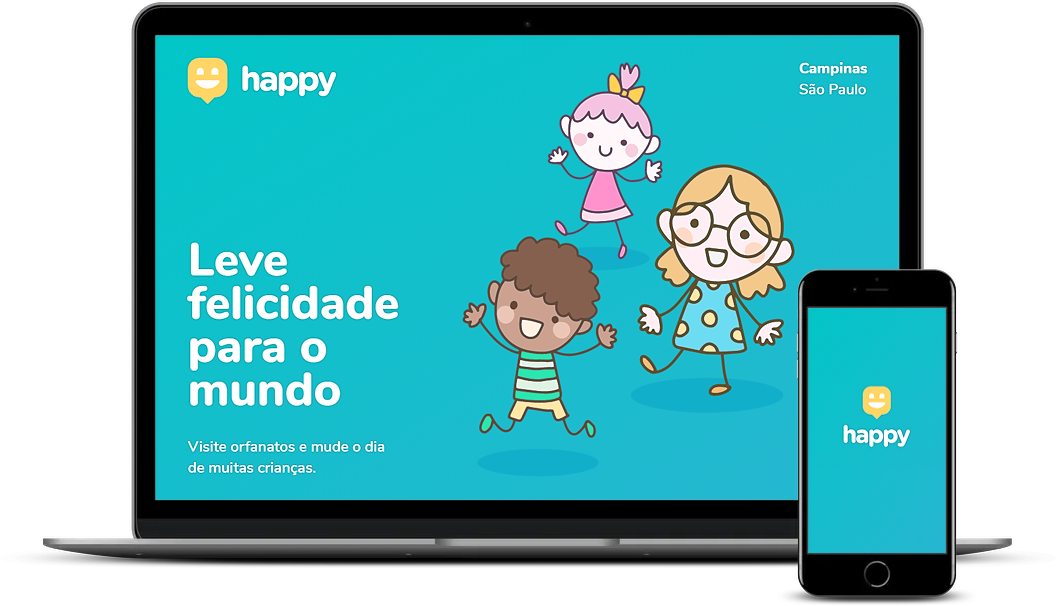 happy
Campinas
São Paulo
Leve
felicidade
para o
mundo
Visite orfanatos e mude o dia
de muitas crianças.
happy